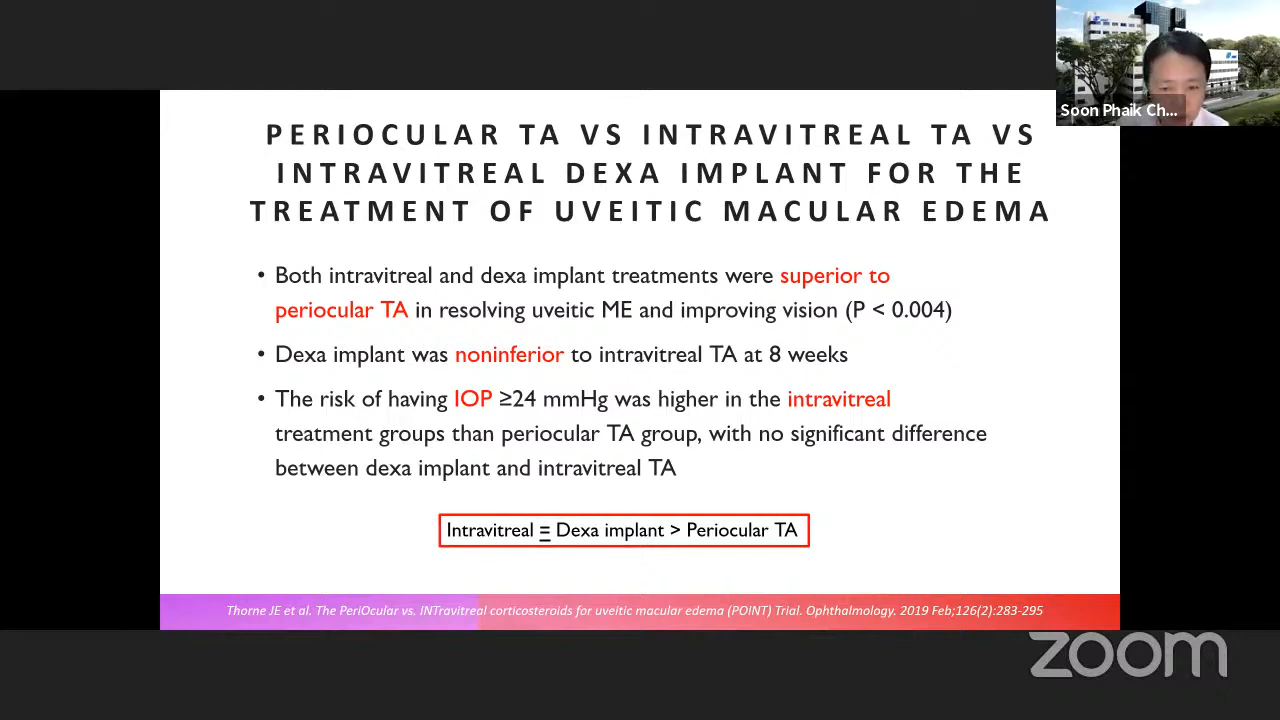 Soon Phaik Ch...
PERIOCULAR TA VS INTRAVITREAL TA VS
INTRAVITREAL DEXA IMPLANT FOR THE
TREATMENT OF UVEITIC MACULAR EDEMA
• Both intravitreal and dexa implant treatments were superior to
periocular TA in resolving uveitic ME and improving vision (P < 0.004)
• Dexa implant was noninferior to intravitreal TA at 8 weeks
• The risk of having IOP ≥24 mmHg was higher in the intravitreal
treatment groups than periocular TA group, with no significant difference
between dexa implant and intravitreal TA
Intravitreal = Dexa implant > Periocular TA
Thorne JE et al. The PeriOcular vs. INTravitreal corticosteroids for uveitic macular edema (POINT) Trial. Ophthalmology. 2019 Feb;126(2):283-295
zoom